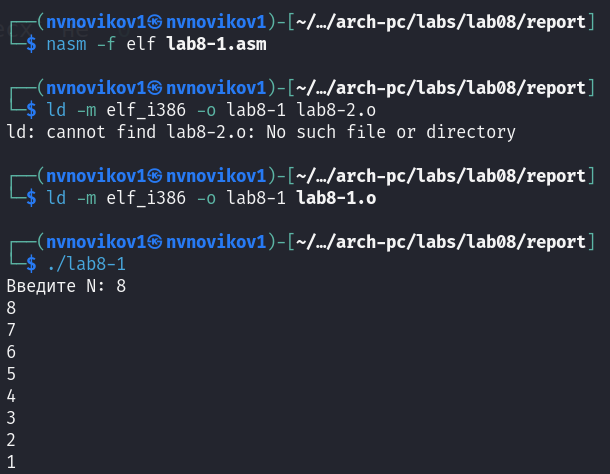 ┌──(nvnovikov1㉿nvnovikov1)-[~/…/arch-pc/labs/lab08/report]
└─$ nasm -f elf lab8-1.asm
┌──(nvnovikov1㉿nvnovikov1)-[~/…/arch-pc/labs/lab08/report]
└─$ ld -m elf_i386 -o lab8-1 lab8-2.o
ld: cannot find lab8-2.o: No such file or directory
┌──(nvnovikov1㉿nvnovikov1)-[~/…/arch-pc/labs/lab08/report]
└─$ ld -m elf_i386 -o lab8-1 lab8-1.o
┌──(nvnovikov1㉿nvnovikov1)-[~/…/arch-pc/labs/lab08/report]
└─$ ./lab8-1
Введите N: 8
8
7
6
5
4
3
2
1